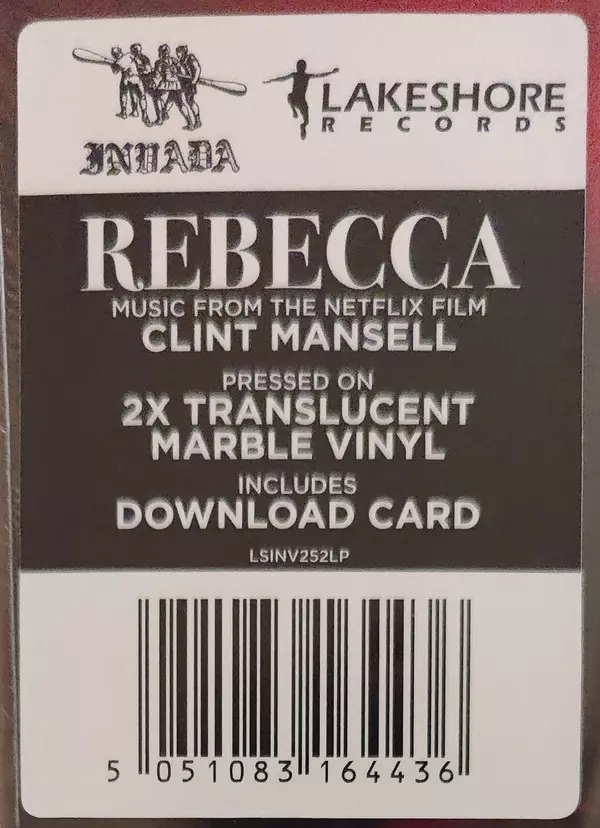 INVADA
LAKESHORE
RECORDS
REBECCA
MUSIC FROM THE NETFLIX FILM
CLINT MANSELL
PRESSED ON
2X TRANSLUCENT
MARBLE VINYL
INCLUDES
DOWNLOAD CARD
LSINV252LP
5 051083 164436